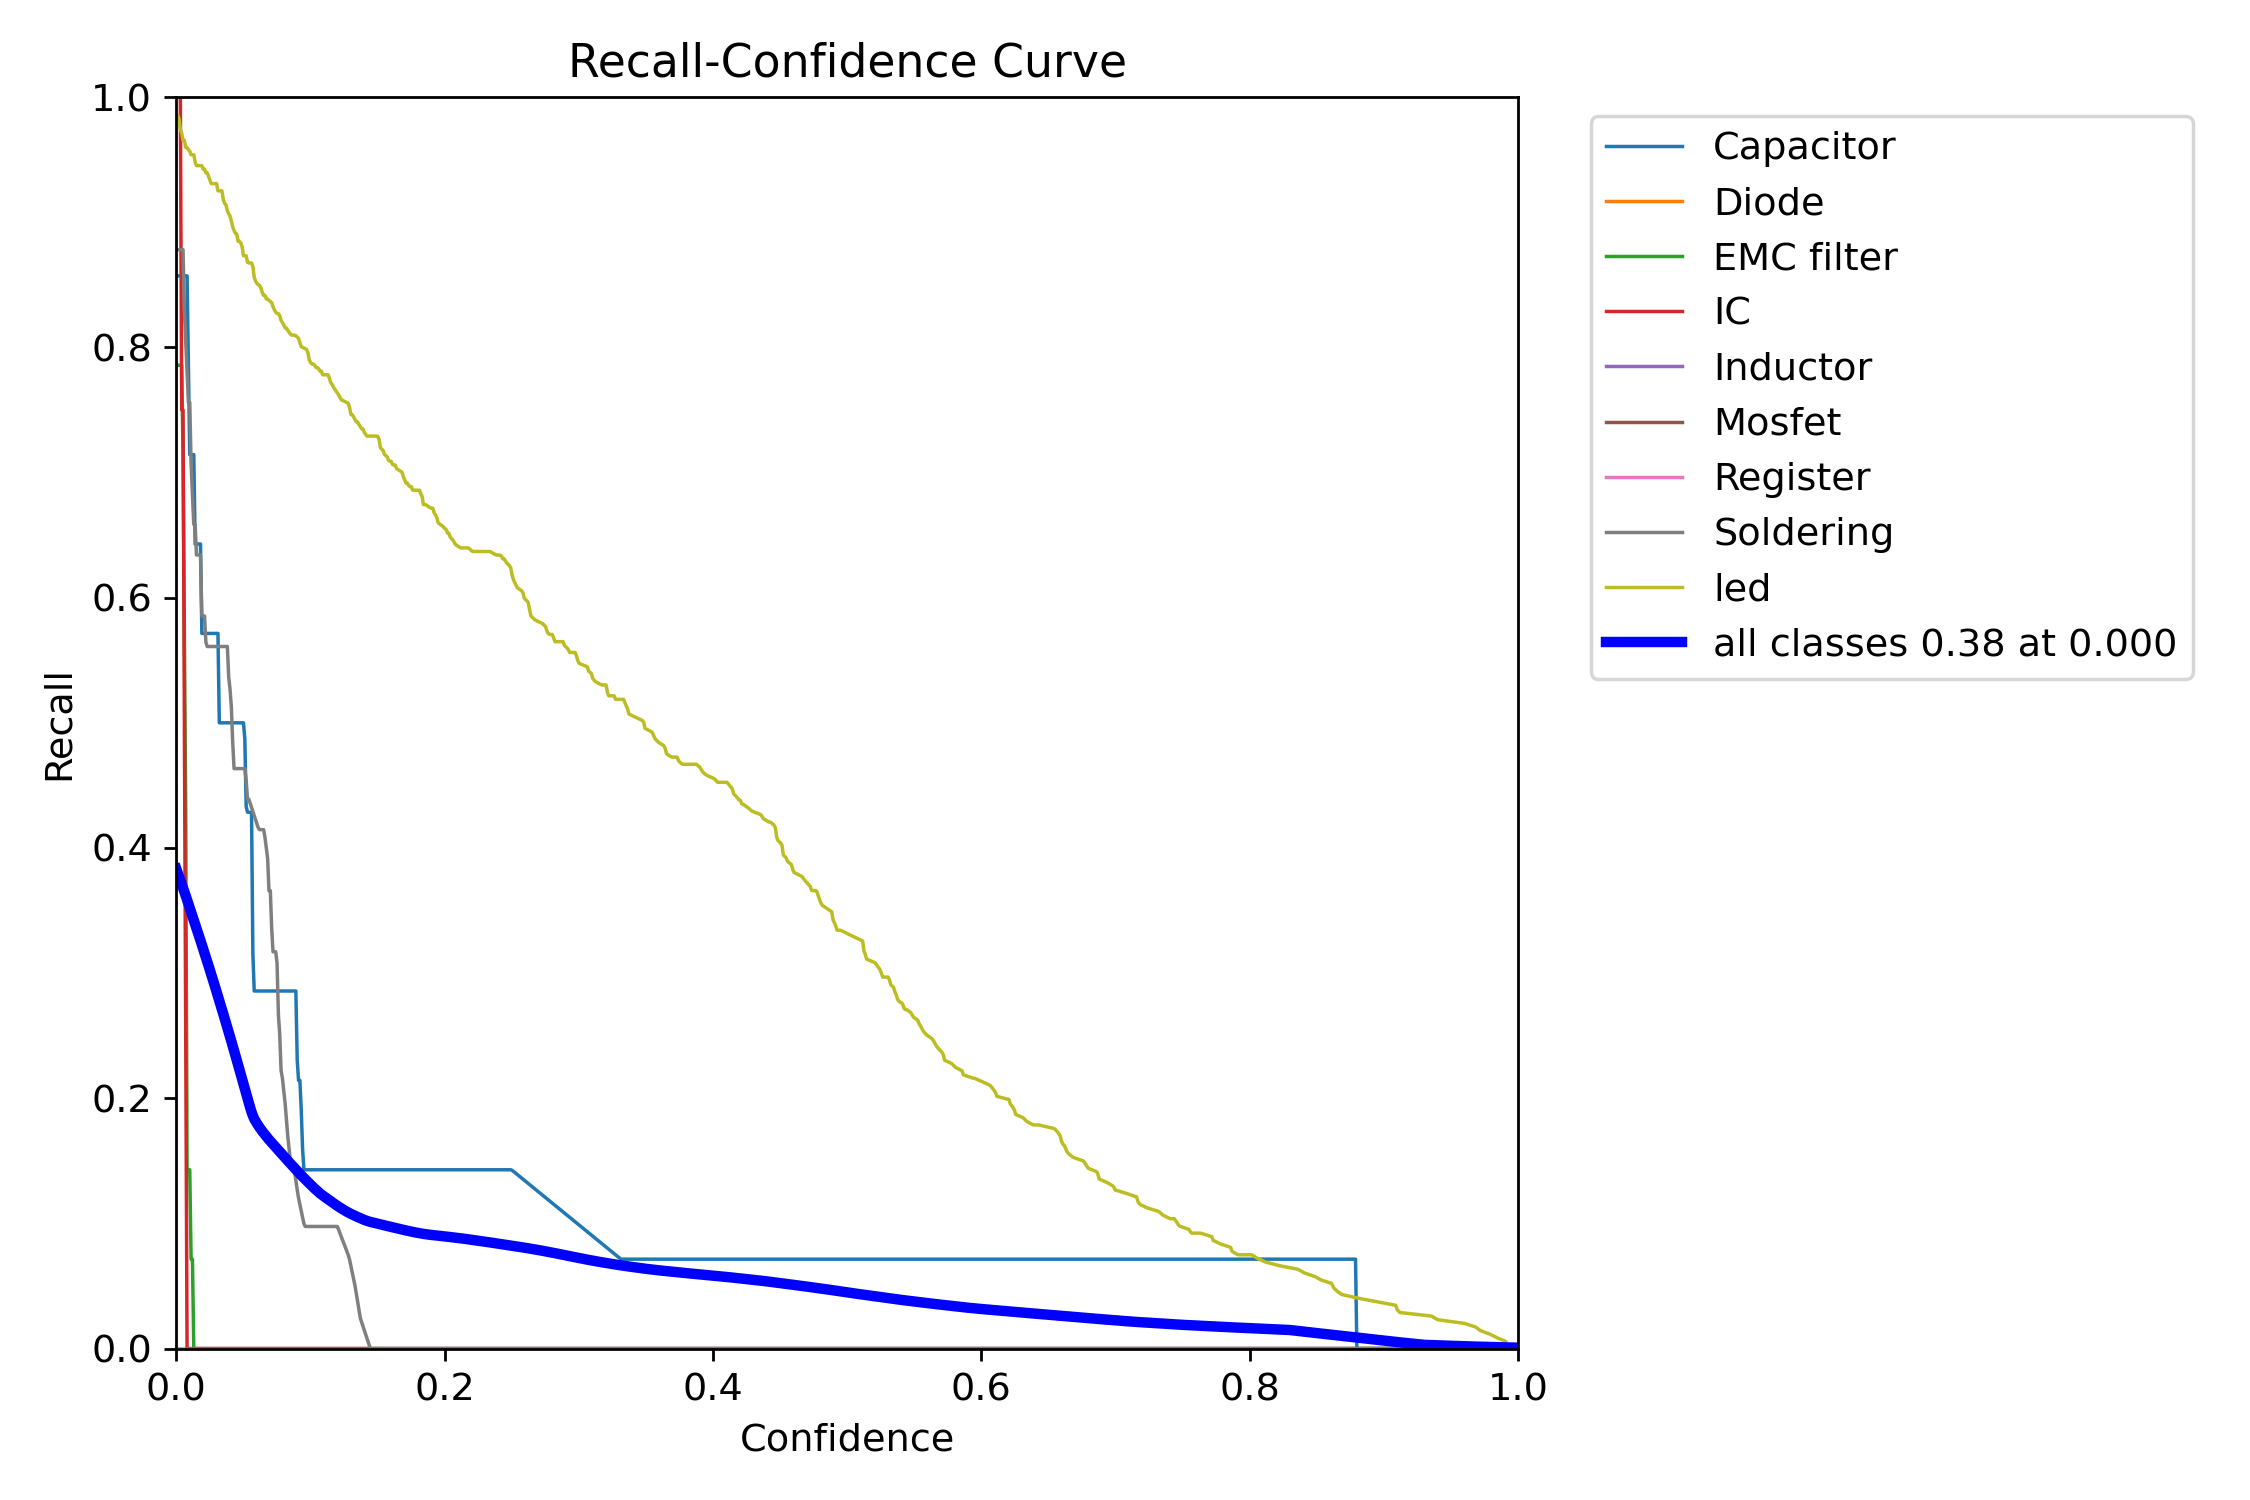 Recall-Confidence Curve
1.0
0.8
0.6
0.4
0.2
0.0
Recall
0.0 0.2 0.4 0.6 0.8 1.0
Confidence
Capacitor
Diode
EMC filter
IC
Inductor
Mosfet
Register
Soldering
led
all classes 0.38 at 0.000